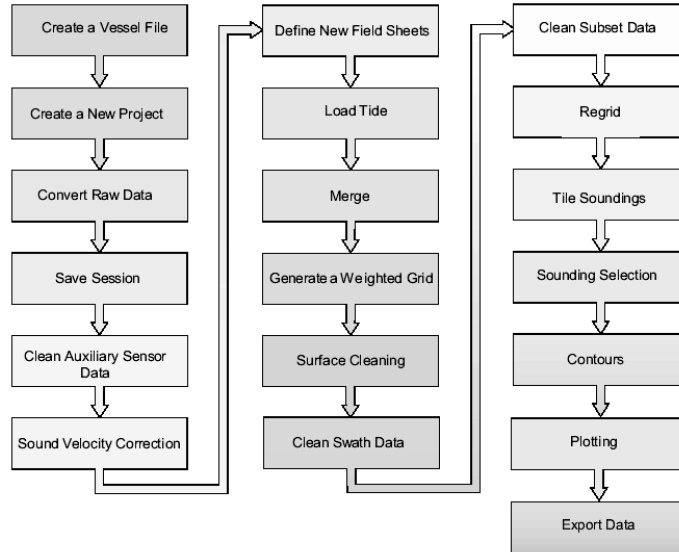 Create a Vessel File
Create a New Project
Convert Raw Data
Save Session
Clean Auxiliary Sensor
Data
Sound Velocity Correction
Define New Field Sheets
Load Tide
Merge
Generate a Weighted Grid
Surface Cleaning
Clean Swath Data
Clean Subset Data
Regrid
Tile Soundings
Sounding Selection
Contours
Plotting
Export Data